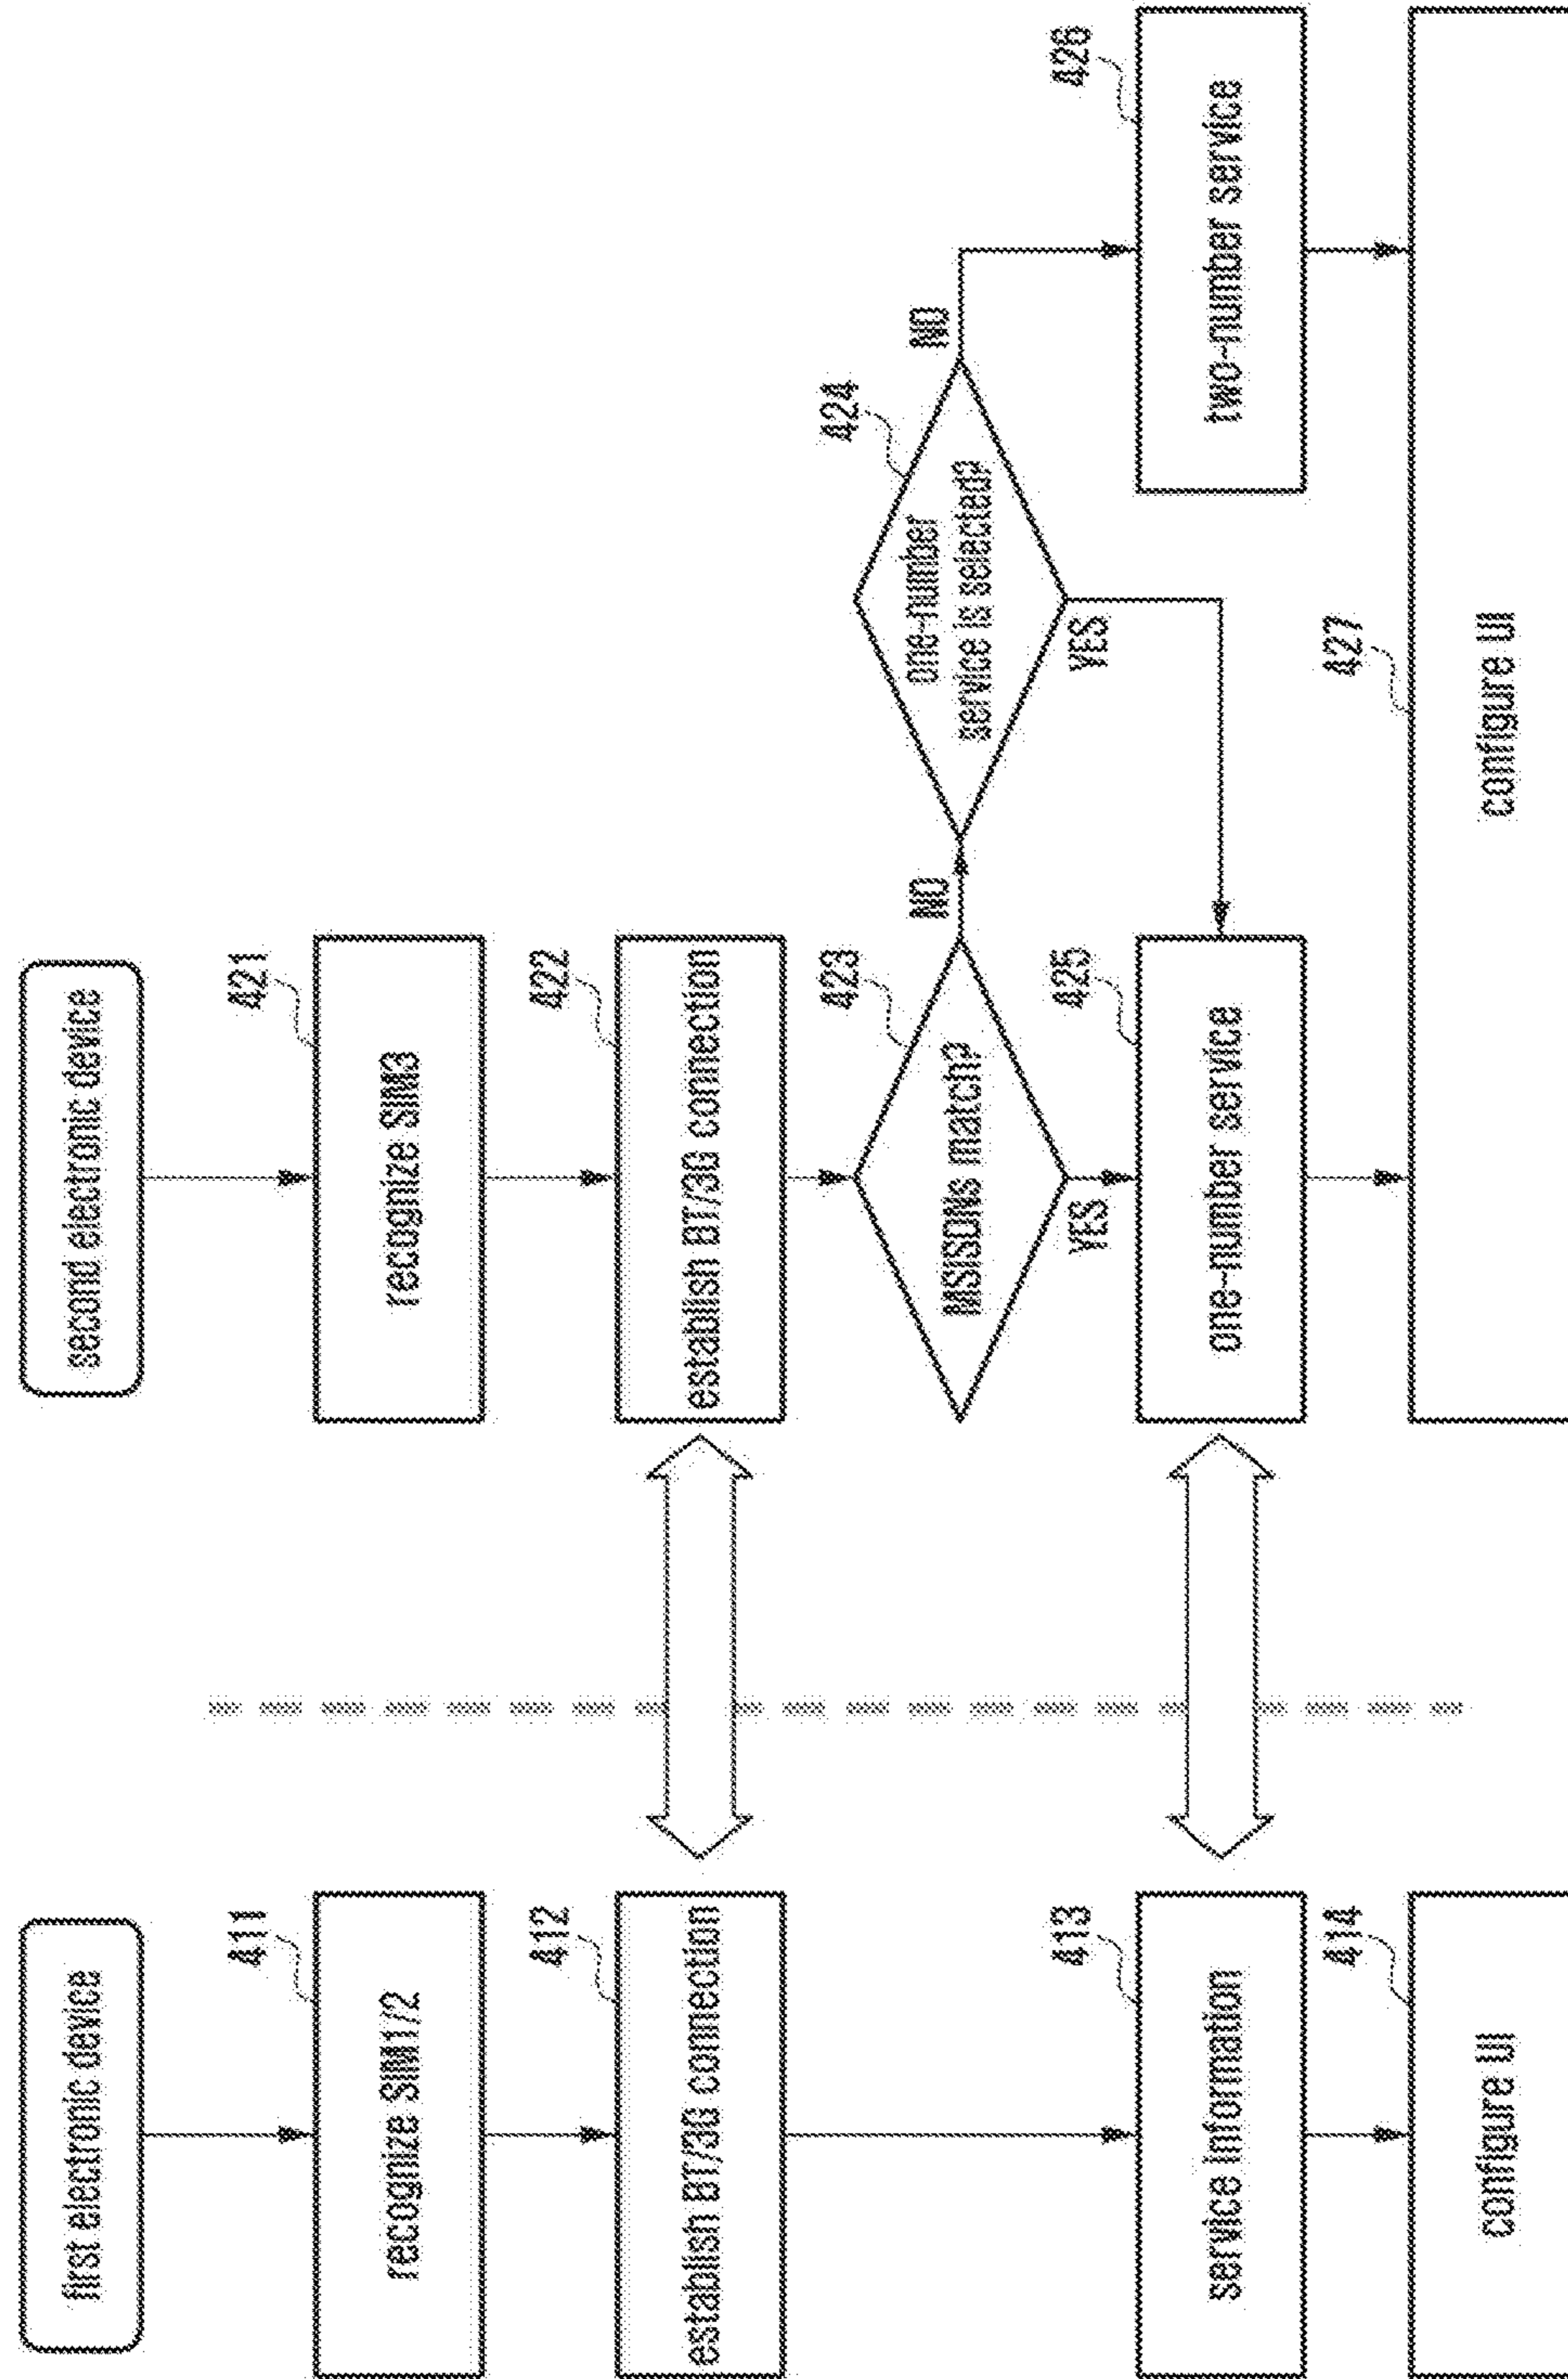 first electronic device
411
recognize SIM1/2
412
establish BT/3G connection
413
service information
414
configure UI
second electronic device
421
recognize SIM3
422
establish BT/3G connection
423
MSISDNs match?
NO
YES
424
one-number
service is selected?
NO
YES
425
one-number service
426
two-number service
427
configure UI